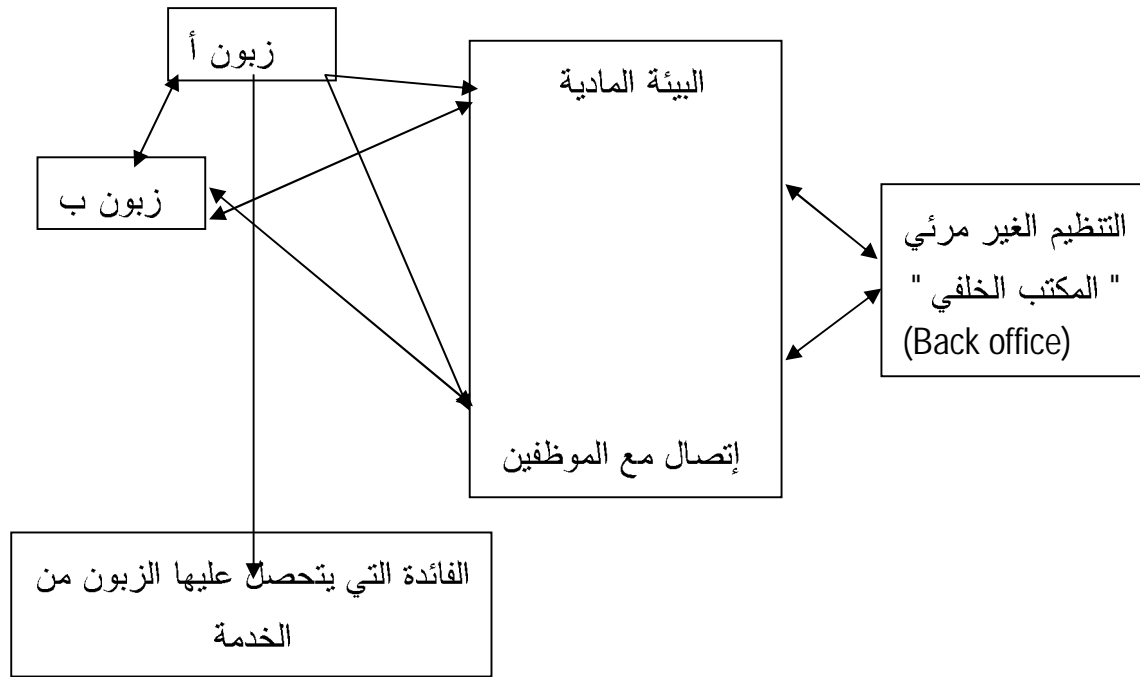 زبون أ
البيئة المادية
زبون ب
التنظيم الغير مرئي
" المكتب الخلفي "
(Back office)
إتصال مع الموظفين
الفائدة التي يتحصل عليها الزبون من
الخدمة